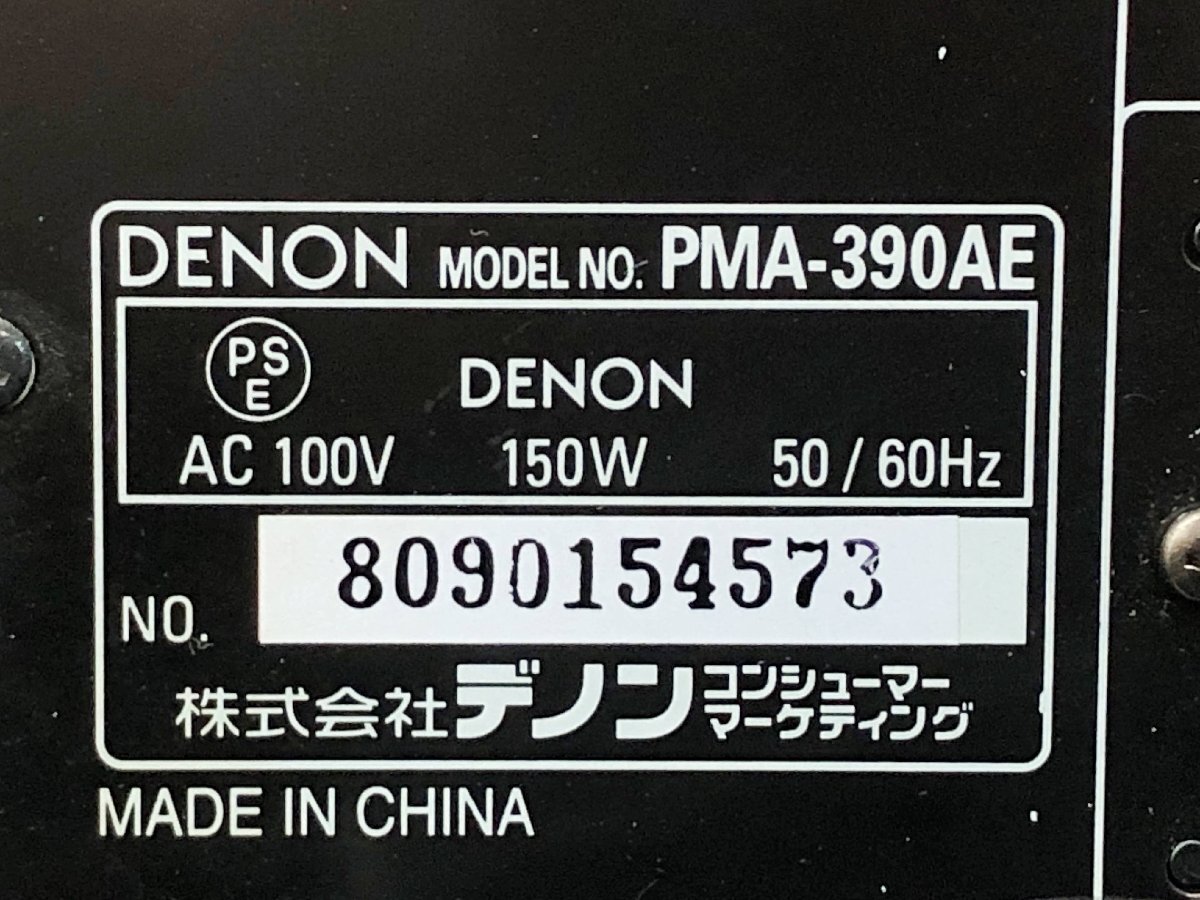 DENON MODEL NO. PMA-390AE
PS
E
DENON
AC 100V 150W 50 / 60Hz
NO. 8090154573
株式会社デノン コンシューマー
マーケティング
MADE IN CHINA